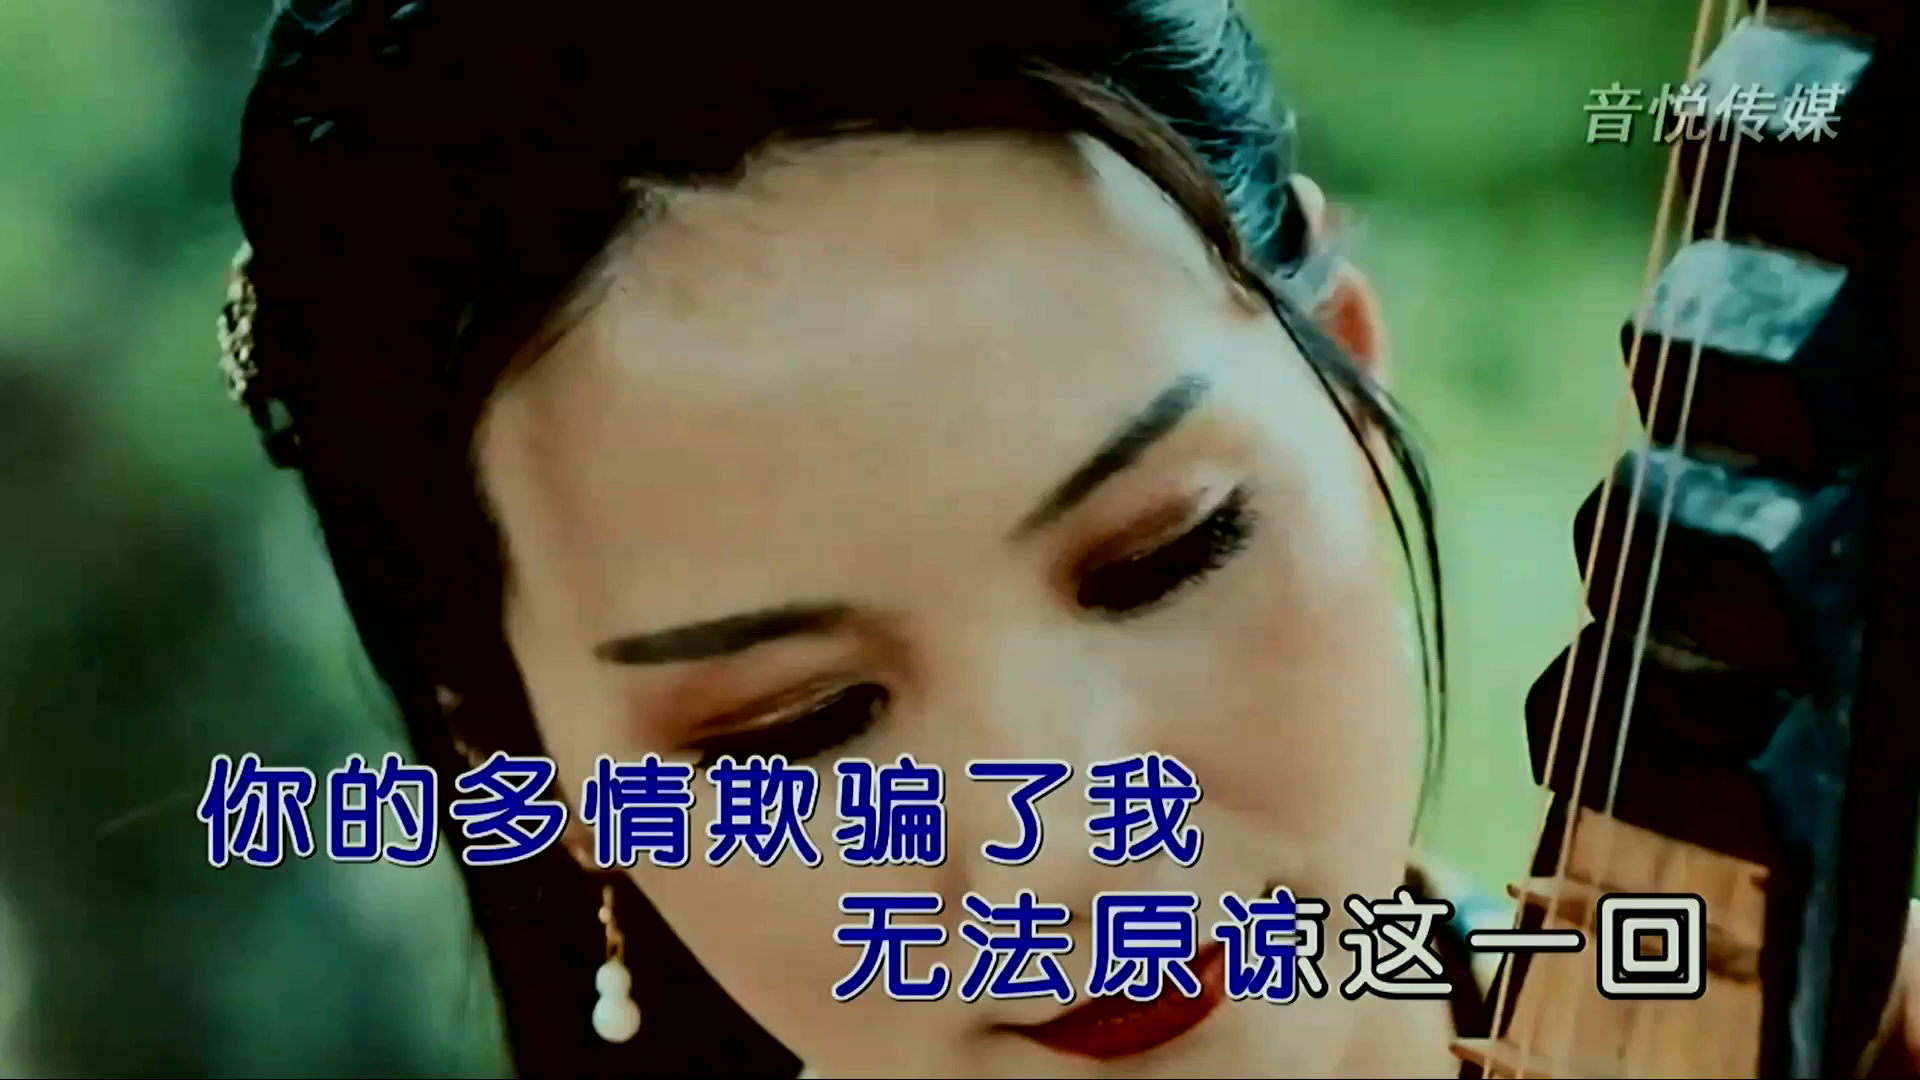 音悦传媒
你的多情欺骗了我
无法原谅这一回